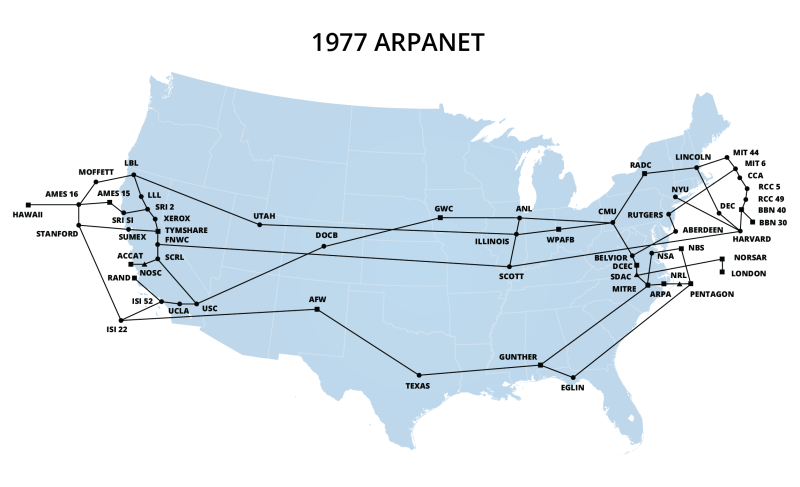 1977 ARPANET
LBL
MOFFETT
AMES 16
AMES 15
LLL
HAWAII
SRI 2
SRI SI
XEROX
STANFORD
SUMEX
TYMSHARE
FNWC
ACCAT
SCRL
NOSC
RAND
ISI 52
UCLA
USC
ISI 22
UTAH
DOCB
AFW
GWC
ANL
ILLINOIS
WPAFB
SCOTT
TEXAS
GUNTHER
EGLIN
CMU
RADC
LINCOLN
MIT 44
MIT 6
CCA
RCC 5
RCC 49
BBN 40
BBN 30
NYU
DEC
RUTGERS
ABERDEEN
HARVARD
BELVIOR
NSA
NBS
DCEC
SDAC
NORSAR
LONDON
MITRE
ARPA
NRL
PENTAGON